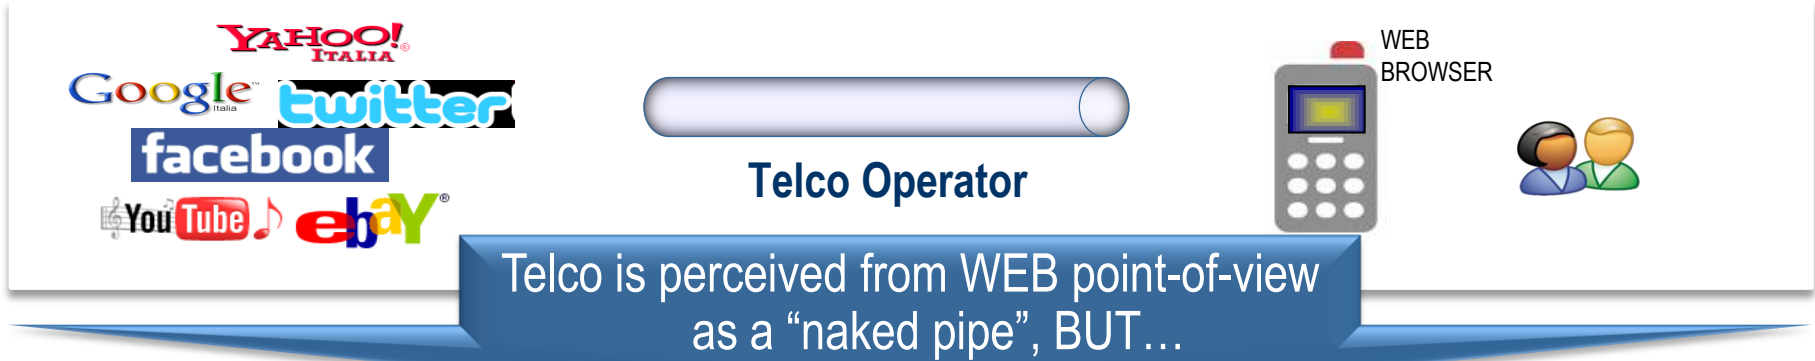 YAHOO!
ITALIA
Google™
Italia
twitter
facebook
YouTube
ebaY®
Telco Operator
WEB
BROWSER
Telco is perceived from WEB point-of-view
as a “naked pipe”, BUT…